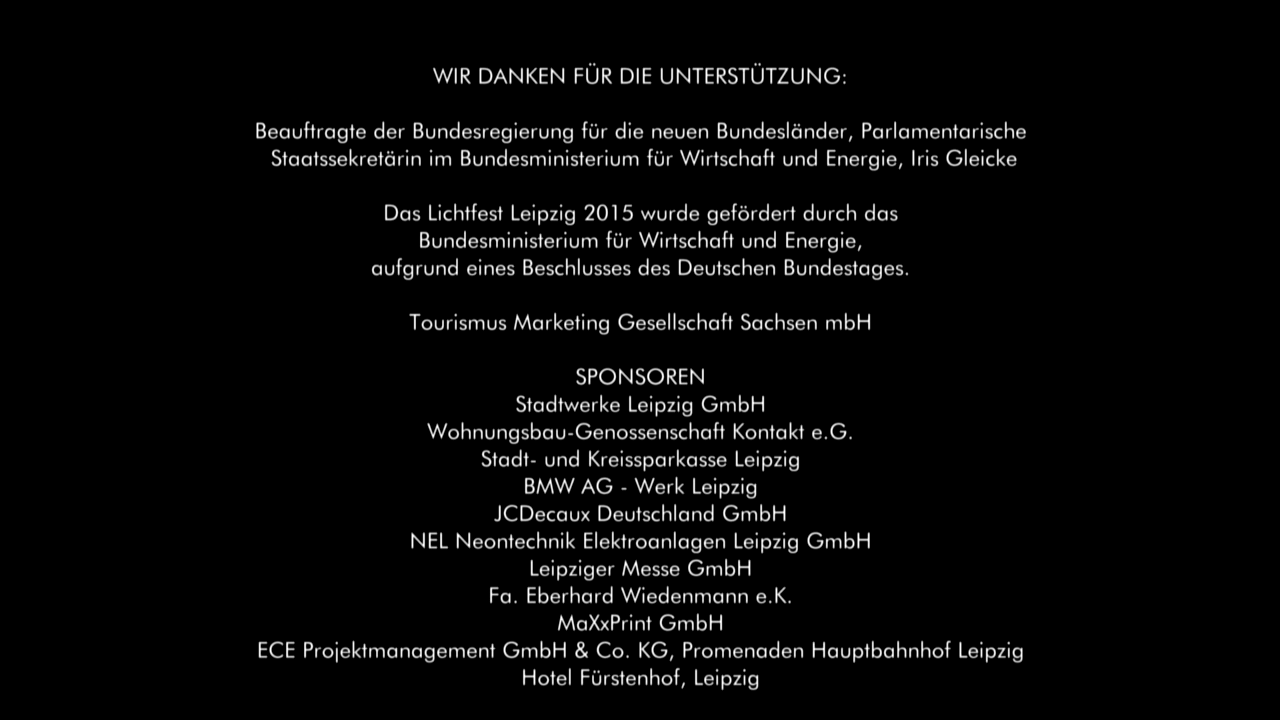 WIR DANKEN FÜR DIE UNTERSTÜTZUNG:
Beauftragte der Bundesregierung für die neuen Bundesländer, Parlamentarische
Staatssekretärin im Bundesministerium für Wirtschaft und Energie, Iris Gleicke
Das Lichtfest Leipzig 2015 wurde gefördert durch das
Bundesministerium für Wirtschaft und Energie,
aufgrund eines Beschlusses des Deutschen Bundestages.
Tourismus Marketing Gesellschaft Sachsen mbH
SPONSOREN
Stadtwerke Leipzig GmbH
Wohnungsbau-Genossenschaft Kontakt e.G.
Stadt- und Kreissparkasse Leipzig
BMW AG - Werk Leipzig
JCDecaux Deutschland GmbH
NEL Neontechnik Elektroanlagen Leipzig GmbH
Leipziger Messe GmbH
Fa. Eberhard Wiedenmann e.K.
MaXxPrint GmbH
ECE Projektmanagement GmbH & Co. KG, Promenaden Hauptbahnhof Leipzig
Hotel Fürstenhof, Leipzig